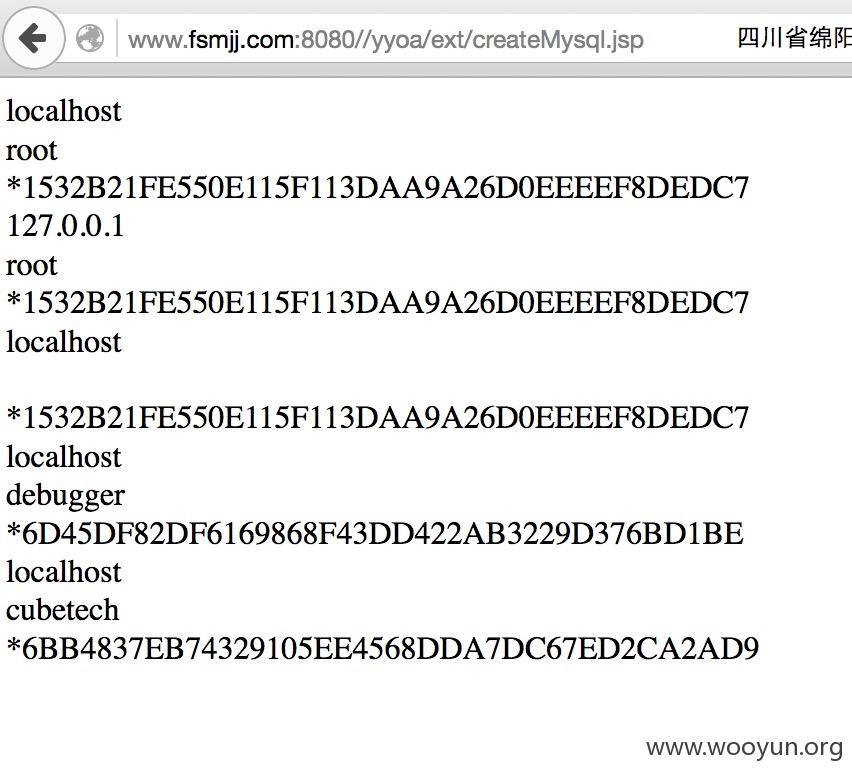 www.fsmjj.com:8080//yyoa/ext/createMysql.jsp 四川省绵阳
localhost
root
*1532B21FE550E115F113DAA9A26D0EEEEF8DEDC7
127.0.0.1
root
*1532B21FE550E115F113DAA9A26D0EEEEF8DEDC7
localhost
*1532B21FE550E115F113DAA9A26D0EEEEF8DEDC7
localhost
debugger
*6D45DF82DF6169868F43DD422AB3229D376BD1BE
localhost
cubetech
*6BB4837EB74329105EE4568DDA7DC67ED2CA2AD9
www.wooyun.org